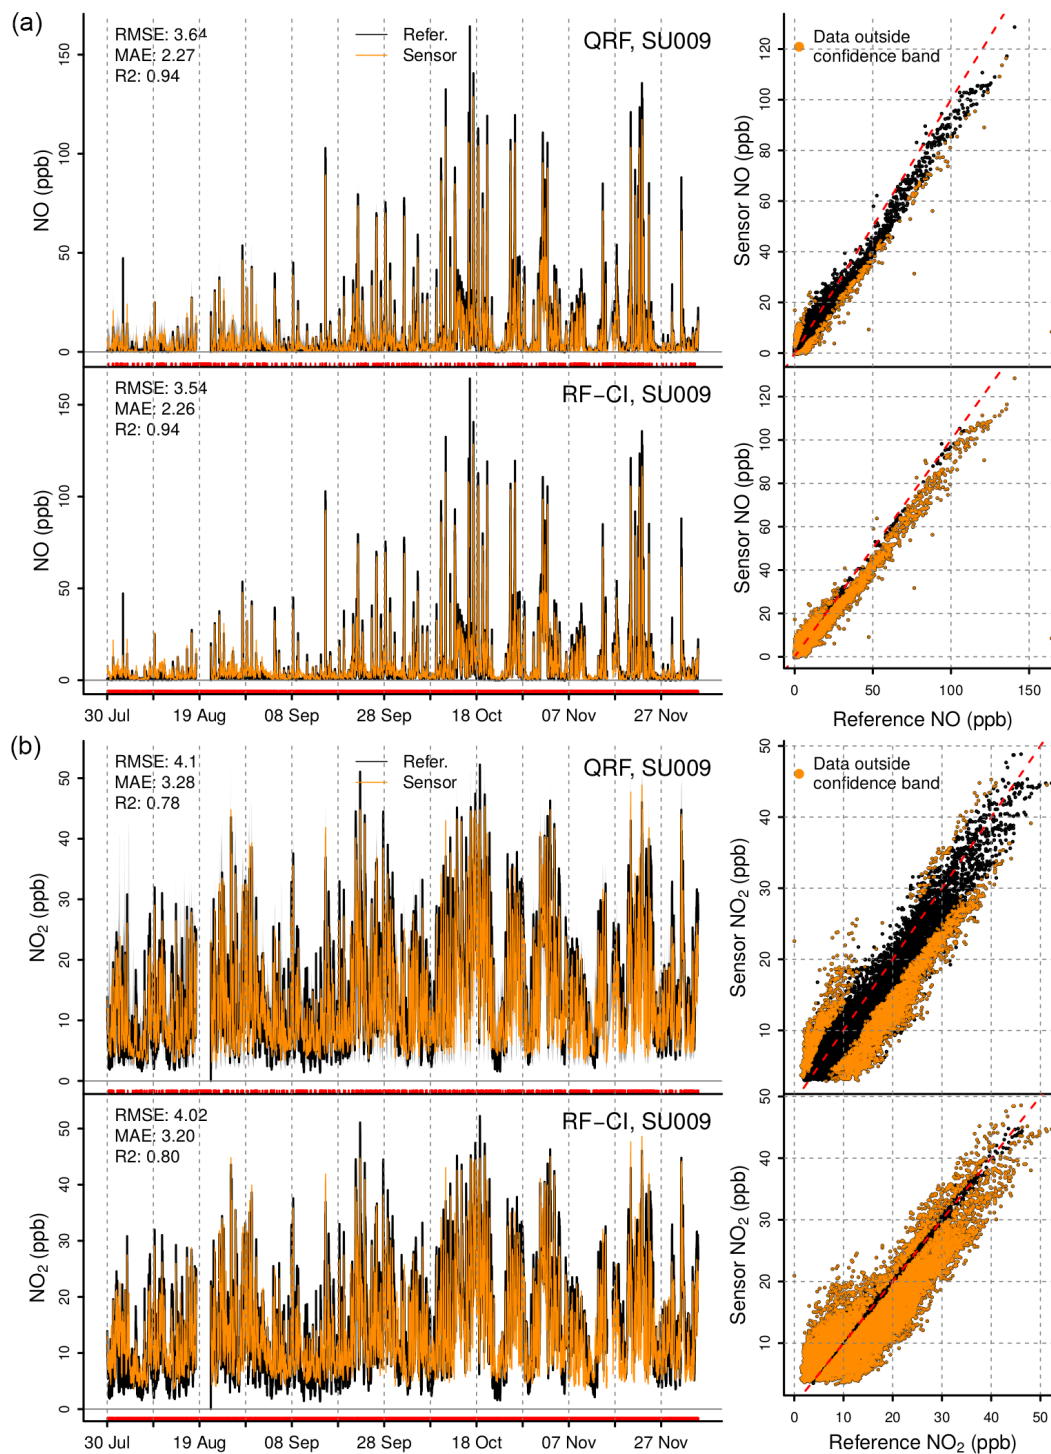 (a)
RMSE: 3.64
MAE: 2.27
R2: 0.94
Refer.
Sensor
QRF, SU009
NO (ppb)
150
100
50
0
Data outside
confidence band
Sensor NO (ppb)
120
100
80
60
40
20
0
RMSE: 3.54
MAE: 2.26
R2: 0.94
RF−CI, SU009
NO (ppb)
150
100
50
0
30 Jul
19 Aug
08 Sep
28 Sep
18 Oct
07 Nov
27 Nov
Sensor NO (ppb)
120
100
80
60
40
20
0
0
50
100
150
Reference NO (ppb)
(b)
RMSE: 4.1
MAE: 3.28
R2: 0.78
Refer.
Sensor
QRF, SU009
NO2 (ppb)
50
40
30
20
10
0
Data outside
confidence band
Sensor NO2 (ppb)
50
40
30
20
10
RMSE: 4.02
MAE: 3.20
R2: 0.80
RF−CI, SU009
NO2 (ppb)
50
40
30
20
10
0
30 Jul
19 Aug
08 Sep
28 Sep
18 Oct
07 Nov
27 Nov
Sensor NO2 (ppb)
50
40
30
20
10
50
0
10
20
30
40
50
Reference NO2 (ppb)